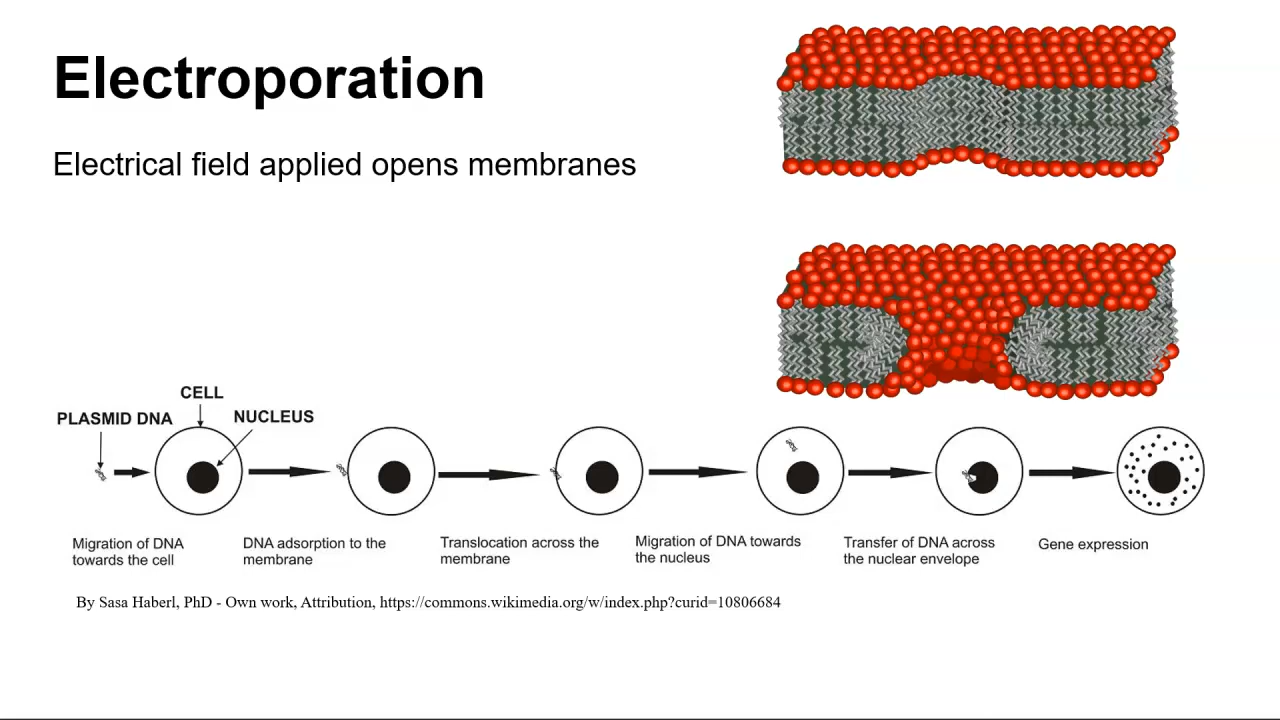 Electroporation
Electrical field applied opens membranes
CELL
PLASMID DNA
NUCLEUS
Migration of DNA
towards the cell
DNA adsorption to the
membrane
Translocation across the
membrane
Migration of DNA towards
the nucleus
Transfer of DNA across
the nuclear envelope
Gene expression
By Sasa Haberl, PhD - Own work, Attribution, https://commons.wikimedia.org/w/index.php?curid=10806684